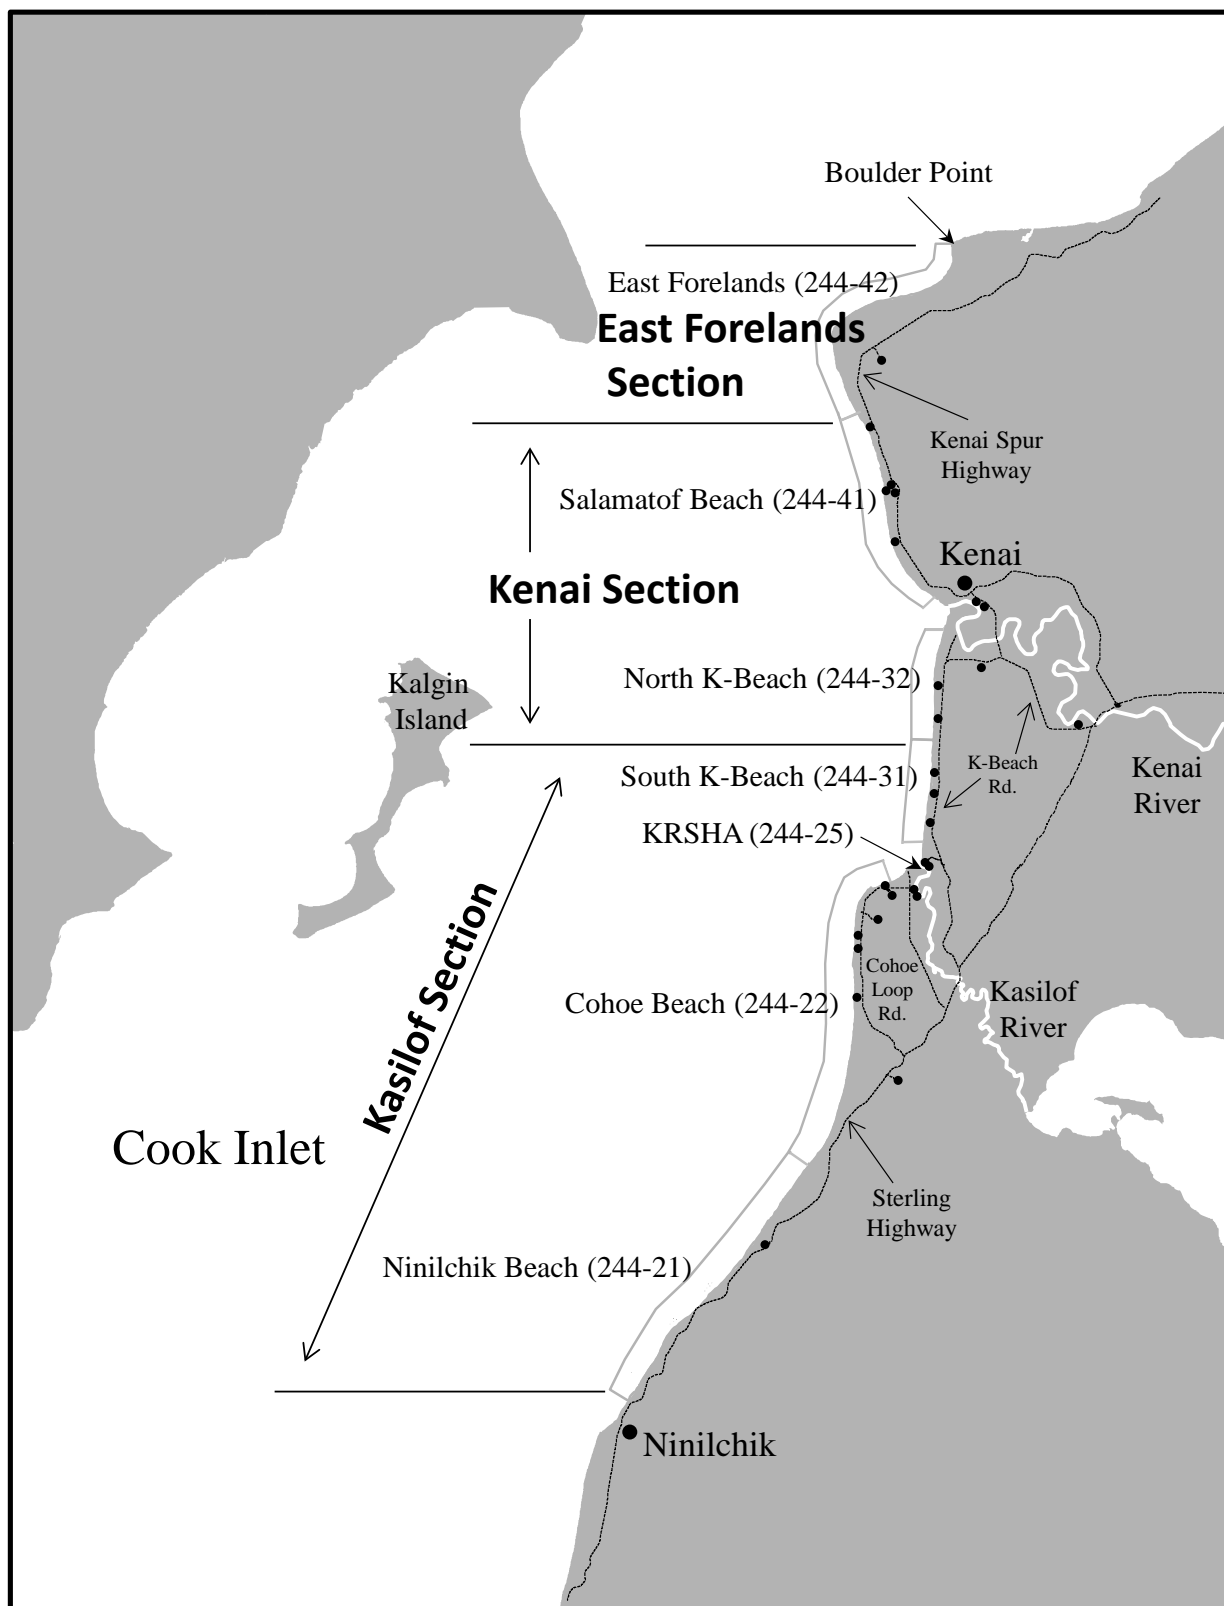 Boulder Point
East Forelands (244-42)
East Forelands
Section
Kenai Spur
Highway
Salamatof Beach (244-41)
Kenai
Kenai Section
North K-Beach (244-32)
Kalgin
Island
South K-Beach (244-31)
K-Beach
Rd.
Kenai
River
KRSHA (244-25)
Kasilof Section
Cohoe Beach (244-22)
Cohoe
Loop
Rd.
Kasilof
River
Cook Inlet
Sterling
Highway
Ninilchik Beach (244-21)
Ninilchik